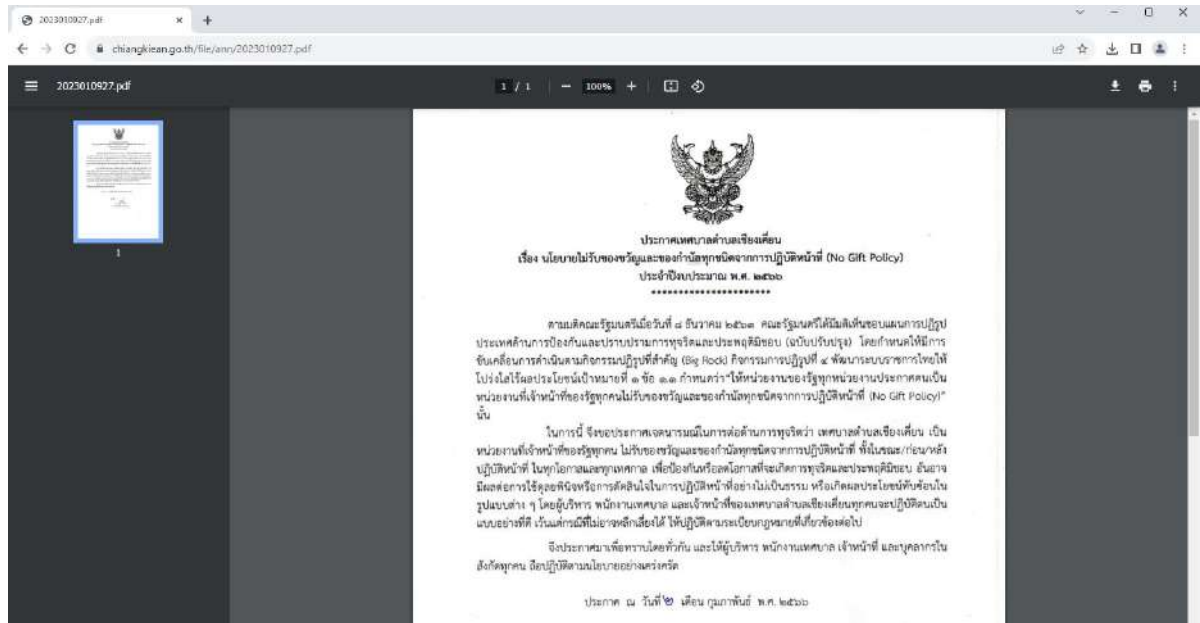 2023010927.pdf
chiangkiean.go.th/file/ann/2023010927.pdf
2023010927.pdf
1 / 1
100%
1
ประกาศเทศบาลตำบลเชียงเคี่ยน
เรื่อง นโยบายไม่รับของขวัญและของกำนัลทุกชนิดจากการปฏิบัติหน้าที่ (No Gift Policy)
ประจำปีงบประมาณ พ.ศ. ๒๕๖๖
**********************
ตามมติคณะรัฐมนตรีเมื่อวันที่ ๘ ธันวาคม ๒๕๖๓ คณะรัฐมนตรีได้มีมติเห็นชอบแผนการปฏิรูป
ประเทศด้านการป้องกันและปราบปรามการทุจริตและประพฤติมิชอบ (ฉบับปรับปรุง) โดยกำหนดให้มีการ
ขับเคลื่อนการดำเนินตามกิจกรรมปฏิรูปที่สำคัญ (Big Rock) กิจกรรมการปฏิรูปที่ ๔ พัฒนาระบบราชการไทยให้
โปร่งใสไร้ผลประโยชน์เป้าหมายที่ ๑ ข้อ ๑.๑ กำหนดว่า"ให้หน่วยงานของรัฐทุกหน่วยงานประกาศตนเป็น
หน่วยงานที่เจ้าหน้าที่ของรัฐทุกคนไม่รับของขวัญและของกำนัลทุกชนิดจากการปฏิบัติหน้าที่ (No Gift Policy)"
นั้น
ในการนี้ จึงขอประกาศเจตนารมณ์ในการต่อต้านการทุจริตว่า เทศบาลตำบลเชียงเคี่ยน เป็น
หน่วยงานที่เจ้าหน้าที่ของรัฐทุกคน ไม่รับของขวัญและของกำนัลทุกชนิดจากการปฏิบัติหน้าที่ ทั้งในขณะ/ก่อน/หลัง
ปฏิบัติหน้าที่ ในทุกโอกาสและทุกเทศกาล เพื่อป้องกันหรือลดโอกาสที่จะเกิดการทุจริตและประพฤติมิชอบ อันอาจ
มีผลต่อการใช้ดุลยพินิจหรือการตัดสินใจในการปฏิบัติหน้าที่อย่างไม่เป็นธรรม หรือเกิดผลประโยชน์ทับซ้อนใน
รูปแบบต่าง ๆ โดยผู้บริหาร พนักงานเทศบาล และเจ้าหน้าที่ของเทศบาลตำบลเชียงเคี่ยนทุกคนจะปฏิบัติตนเป็น
แบบอย่างที่ดี เว้นแต่กรณีที่ไม่อาจหลีกเลี่ยงได้ ให้ปฏิบัติตามระเบียบกฎหมายที่เกี่ยวข้องต่อไป
จึงประกาศมาเพื่อทราบโดยทั่วกัน และให้ผู้บริหาร พนักงานเทศบาล เจ้าหน้าที่ และบุคลากรใน
สังกัดทุกคน ถือปฏิบัติตามนโยบายอย่างเคร่งครัด
ประกาศ ณ วันที่ ๒ เดือน กุมภาพันธ์ พ.ศ. ๒๕๖๖